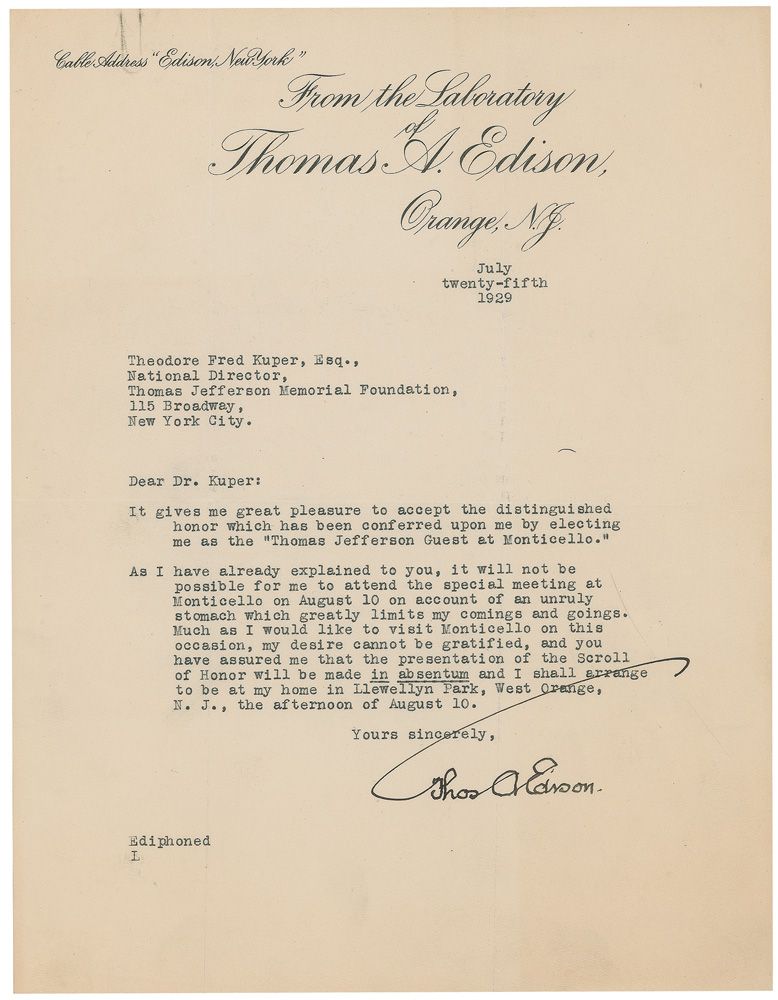 Cable Address "Edison, New York"
From the Laboratory
of
Thomas A. Edison,
Orange, N.J.
July
twenty-fifth
1929
Theodore Fred Kuper, Esq.,
National Director,
Thomas Jefferson Memorial Foundation,
115 Broadway,
New York City.
Dear Dr. Kuper:
It gives me great pleasure to accept the distinguished
honor which has been conferred upon me by electing
me as the "Thomas Jefferson Guest at Monticello."
As I have already explained to you, it will not be
possible for me to attend the special meeting at
Monticello on August 10 on account of an unruly
stomach which greatly limits my comings and goings.
Much as I would like to visit Monticello on this
occasion, my desire cannot be gratified, and you
have assured me that the presentation of the Scroll
of Honor will be made in absentum and I shall arrange
to be at my home in Llewellyn Park, West Orange,
N. J., the afternoon of August 10.
Yours sincerely,
Thos A Edison.
Ediphoned
L